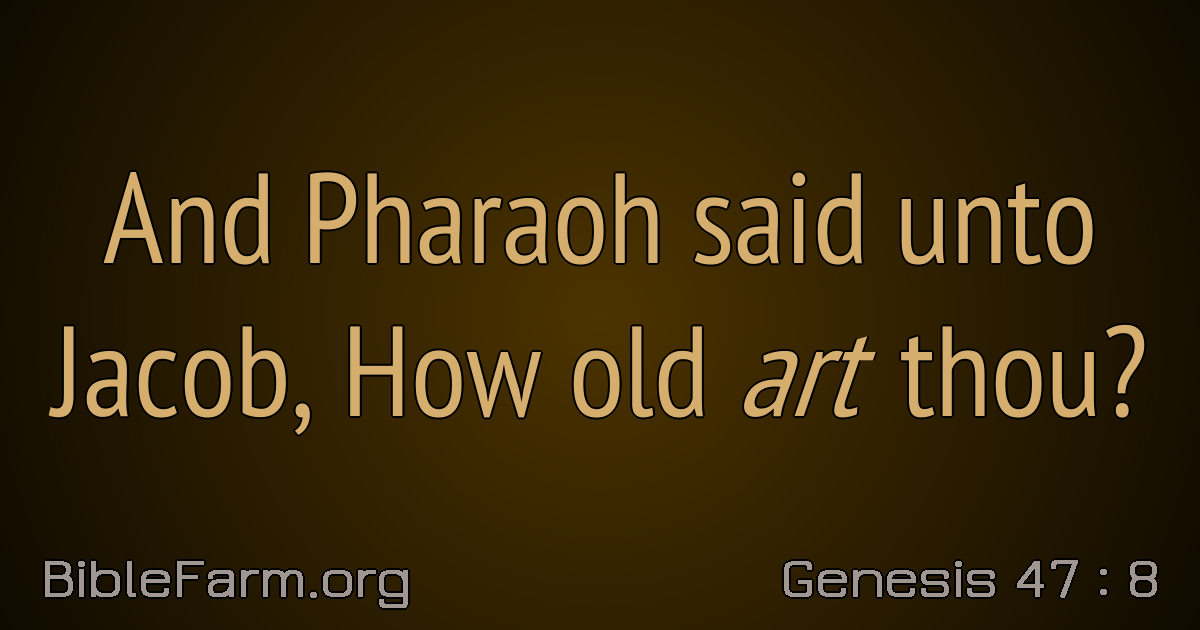 And Pharaoh said unto
Jacob, How old art thou?
BibleFarm.org
Genesis 47 : 8